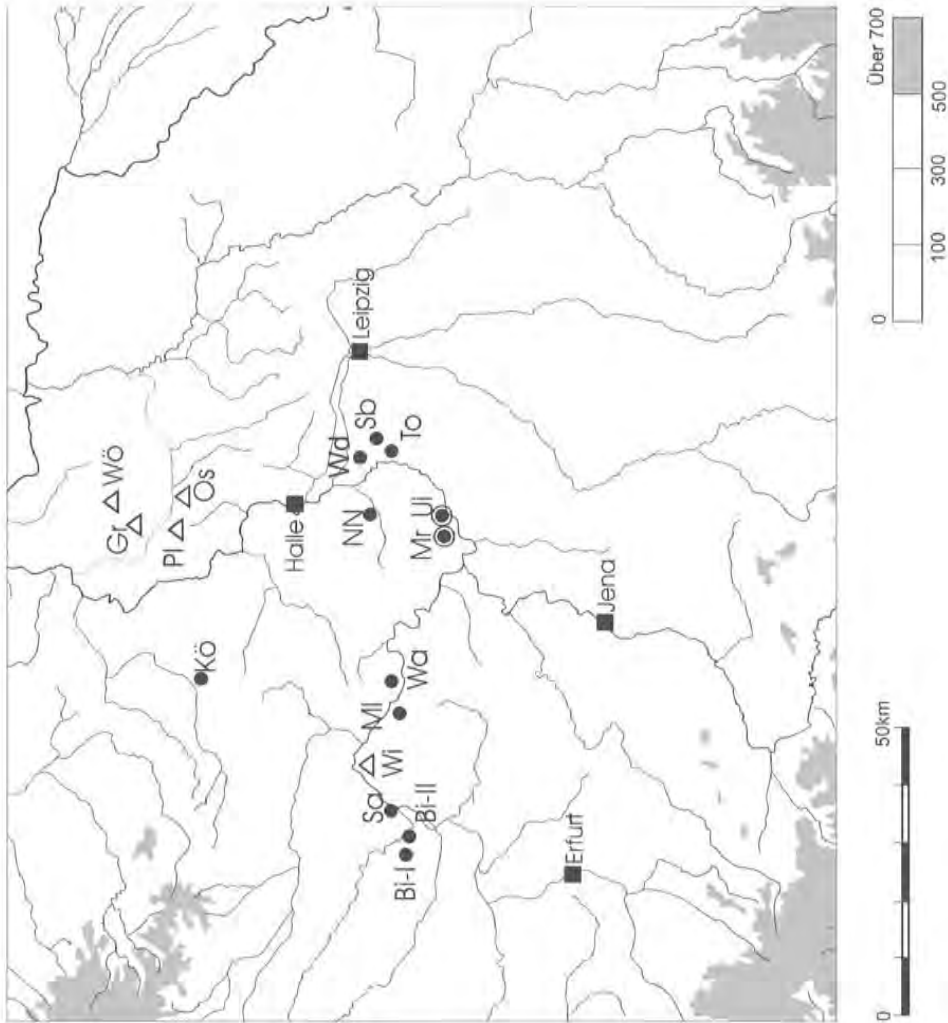 Gr
Wö
Pl
Os
Kö
Halle
Leipzig
Wd
Sb
To
NN
Mr
Ul
Jena
Ml
Wa
Wi
Sa
Bi-I
Bi-II
Erfurt
0
50km
0
100
300
500
Über 700